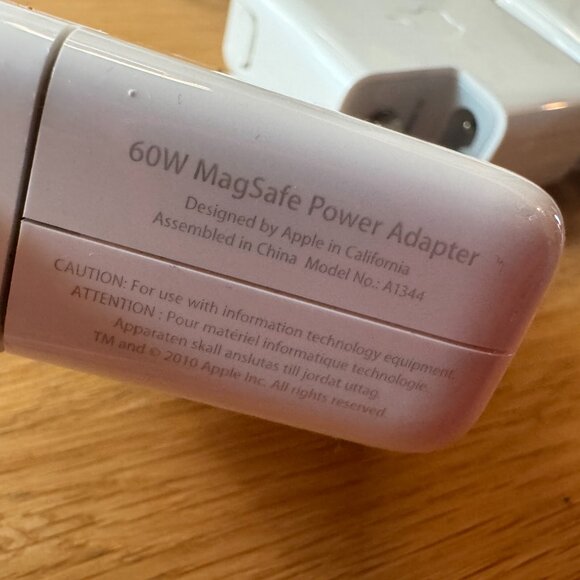 60W MagSafe Power Adapter
Designed by Apple in California
Assembled in China Model No.: A1344
CAUTION: For use with information technology equipment.
ATTENTION : Pour matériel informatique technologie.
Apparaten skall anslutas till jordat uttag.
TM and © 2010 Apple Inc. All rights reserved